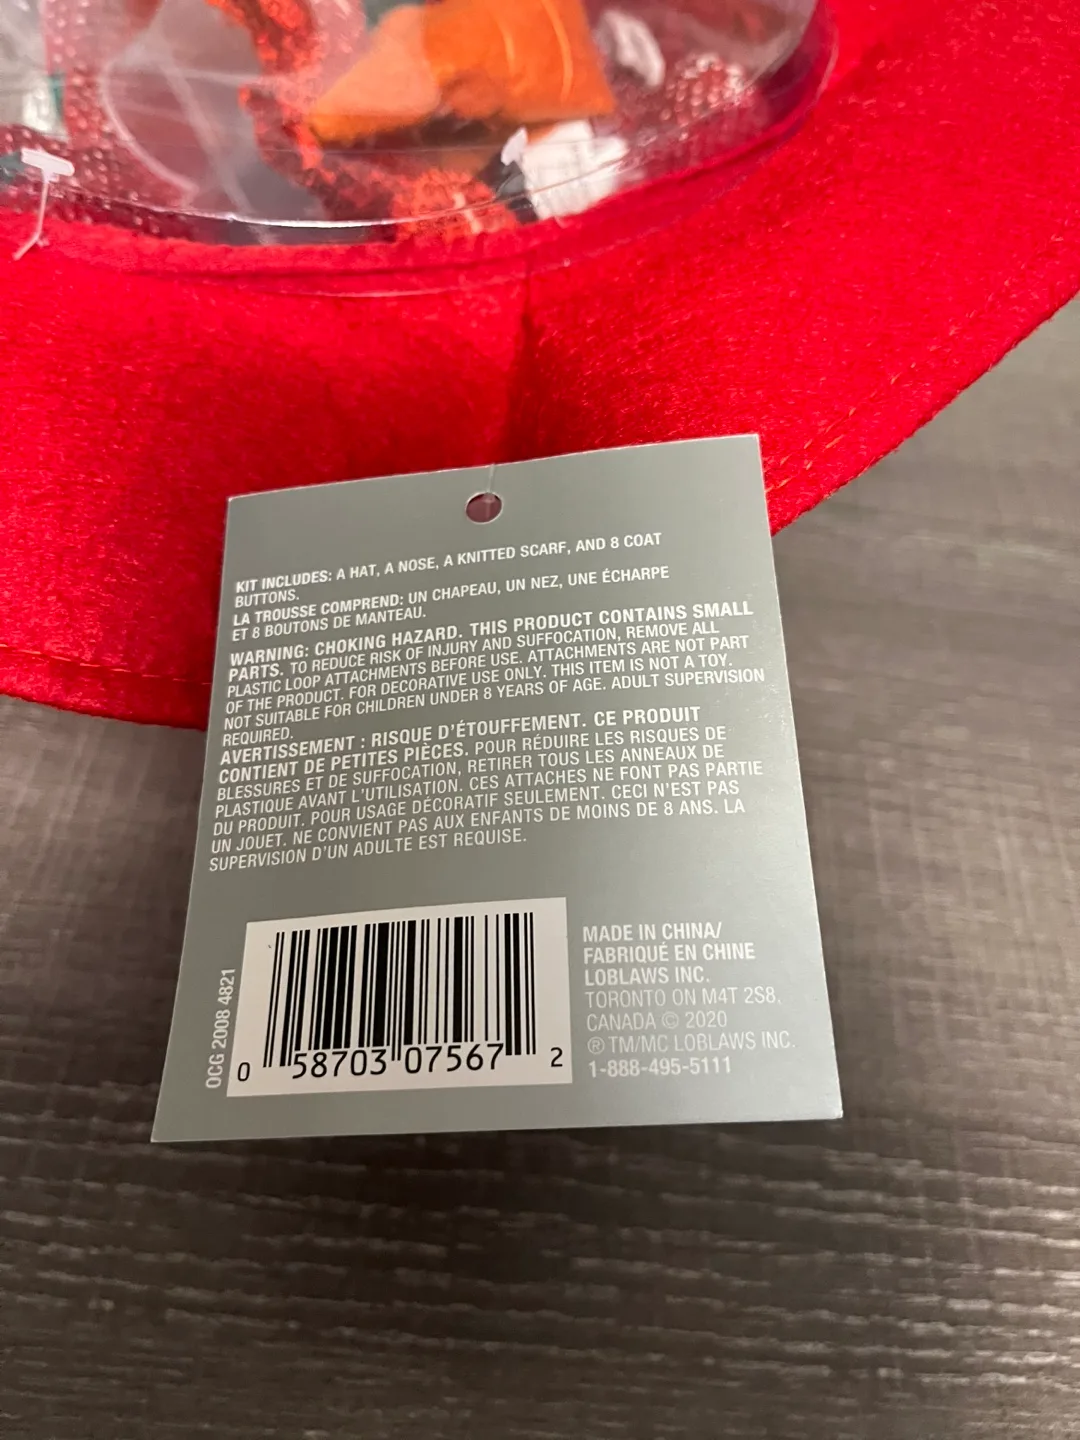 KIT INCLUDES: A HAT, A NOSE, A KNITTED SCARF, AND 8 COAT
BUTTONS.
LA TROUSSE COMPREND: UN CHAPEAU, UN NEZ, UNE ÉCHARPE
ET 8 BOUTONS DE MANTEAU.
WARNING: CHOKING HAZARD. THIS PRODUCT CONTAINS SMALL
PARTS. TO REDUCE RISK OF INJURY AND SUFFOCATION, REMOVE ALL
PLASTIC LOOP ATTACHMENTS BEFORE USE. ATTACHMENTS ARE NOT PART
OF THE PRODUCT. FOR DECORATIVE USE ONLY. THIS ITEM IS NOT A TOY.
NOT SUITABLE FOR CHILDREN UNDER 8 YEARS OF AGE. ADULT SUPERVISION
REQUIRED.
AVERTISSEMENT : RISQUE D'ÉTOUFFEMENT. CE PRODUIT
CONTIENT DE PETITES PIÈCES. POUR RÉDUIRE LES RISQUES DE
BLESSURES ET DE SUFFOCATION, RETIRER TOUS LES ANNEAUX DE
PLASTIQUE AVANT L'UTILISATION. CES ATTACHES NE FONT PAS PARTIE
DU PRODUIT. POUR USAGE DÉCORATIF SEULEMENT. CECI N'EST PAS
UN JOUET. NE CONVIENT PAS AUX ENFANTS DE MOINS DE 8 ANS. LA
SUPERVISION D'UN ADULTE EST REQUISE.
OCG 2008 4821
0 58703 07567 2
MADE IN CHINA/
FABRIQUÉ EN CHINE
LOBLAWS INC.
TORONTO ON M4T 2S8,
CANADA © 2020
® TM/MC LOBLAWS INC.
1-888-495-5111